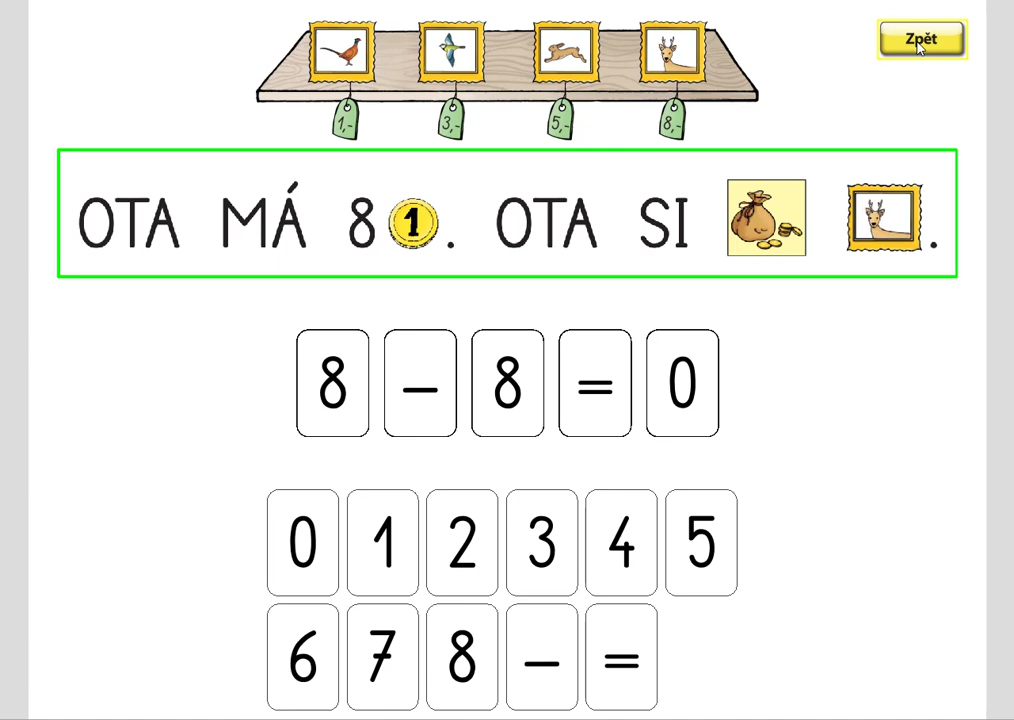 Zpět
1,- 3,- 5,- 8,-
OTA MÁ 8 1. OTA SI .
8 – 8 = 0
0 1 2 3 4 5
6 7 8 – =